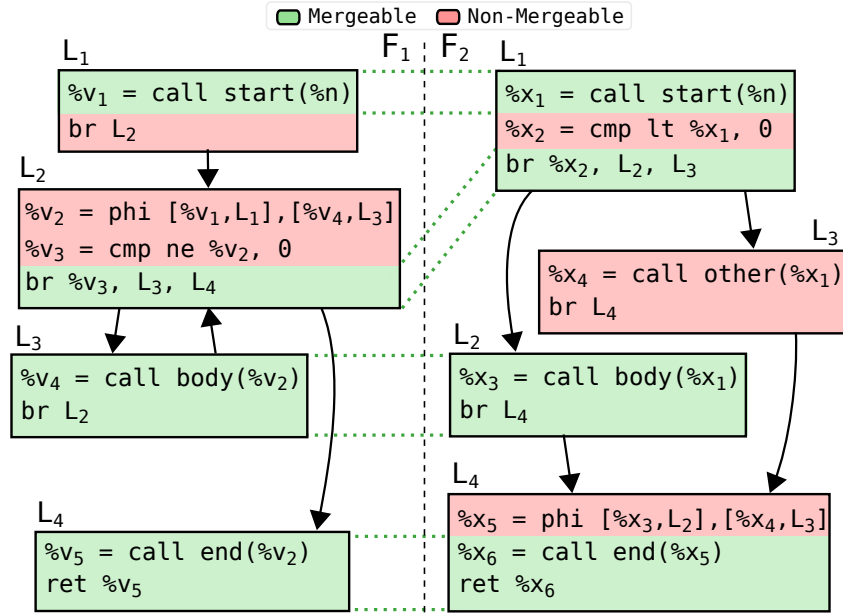 Mergeable Non-Mergeable
F₁ F₂
L₁
%v₁ = call start(%n)
br L₂
L₂
%v₂ = phi [%v₁,L₁],[%v₄,L₃]
%v₃ = cmp ne %v₂, 0
br %v₃, L₃, L₄
L₃
%v₄ = call body(%v₂)
br L₂
L₄
%v₅ = call end(%v₂)
ret %v₅
L₁
%x₁ = call start(%n)
%x₂ = cmp lt %x₁, 0
br %x₂, L₂, L₃
L₃
%x₄ = call other(%x₁)
br L₄
L₂
%x₃ = call body(%x₁)
br L₄
L₄
%x₅ = phi [%x₃,L₂],[%x₄,L₃]
%x₆ = call end(%x₅)
ret %x₆